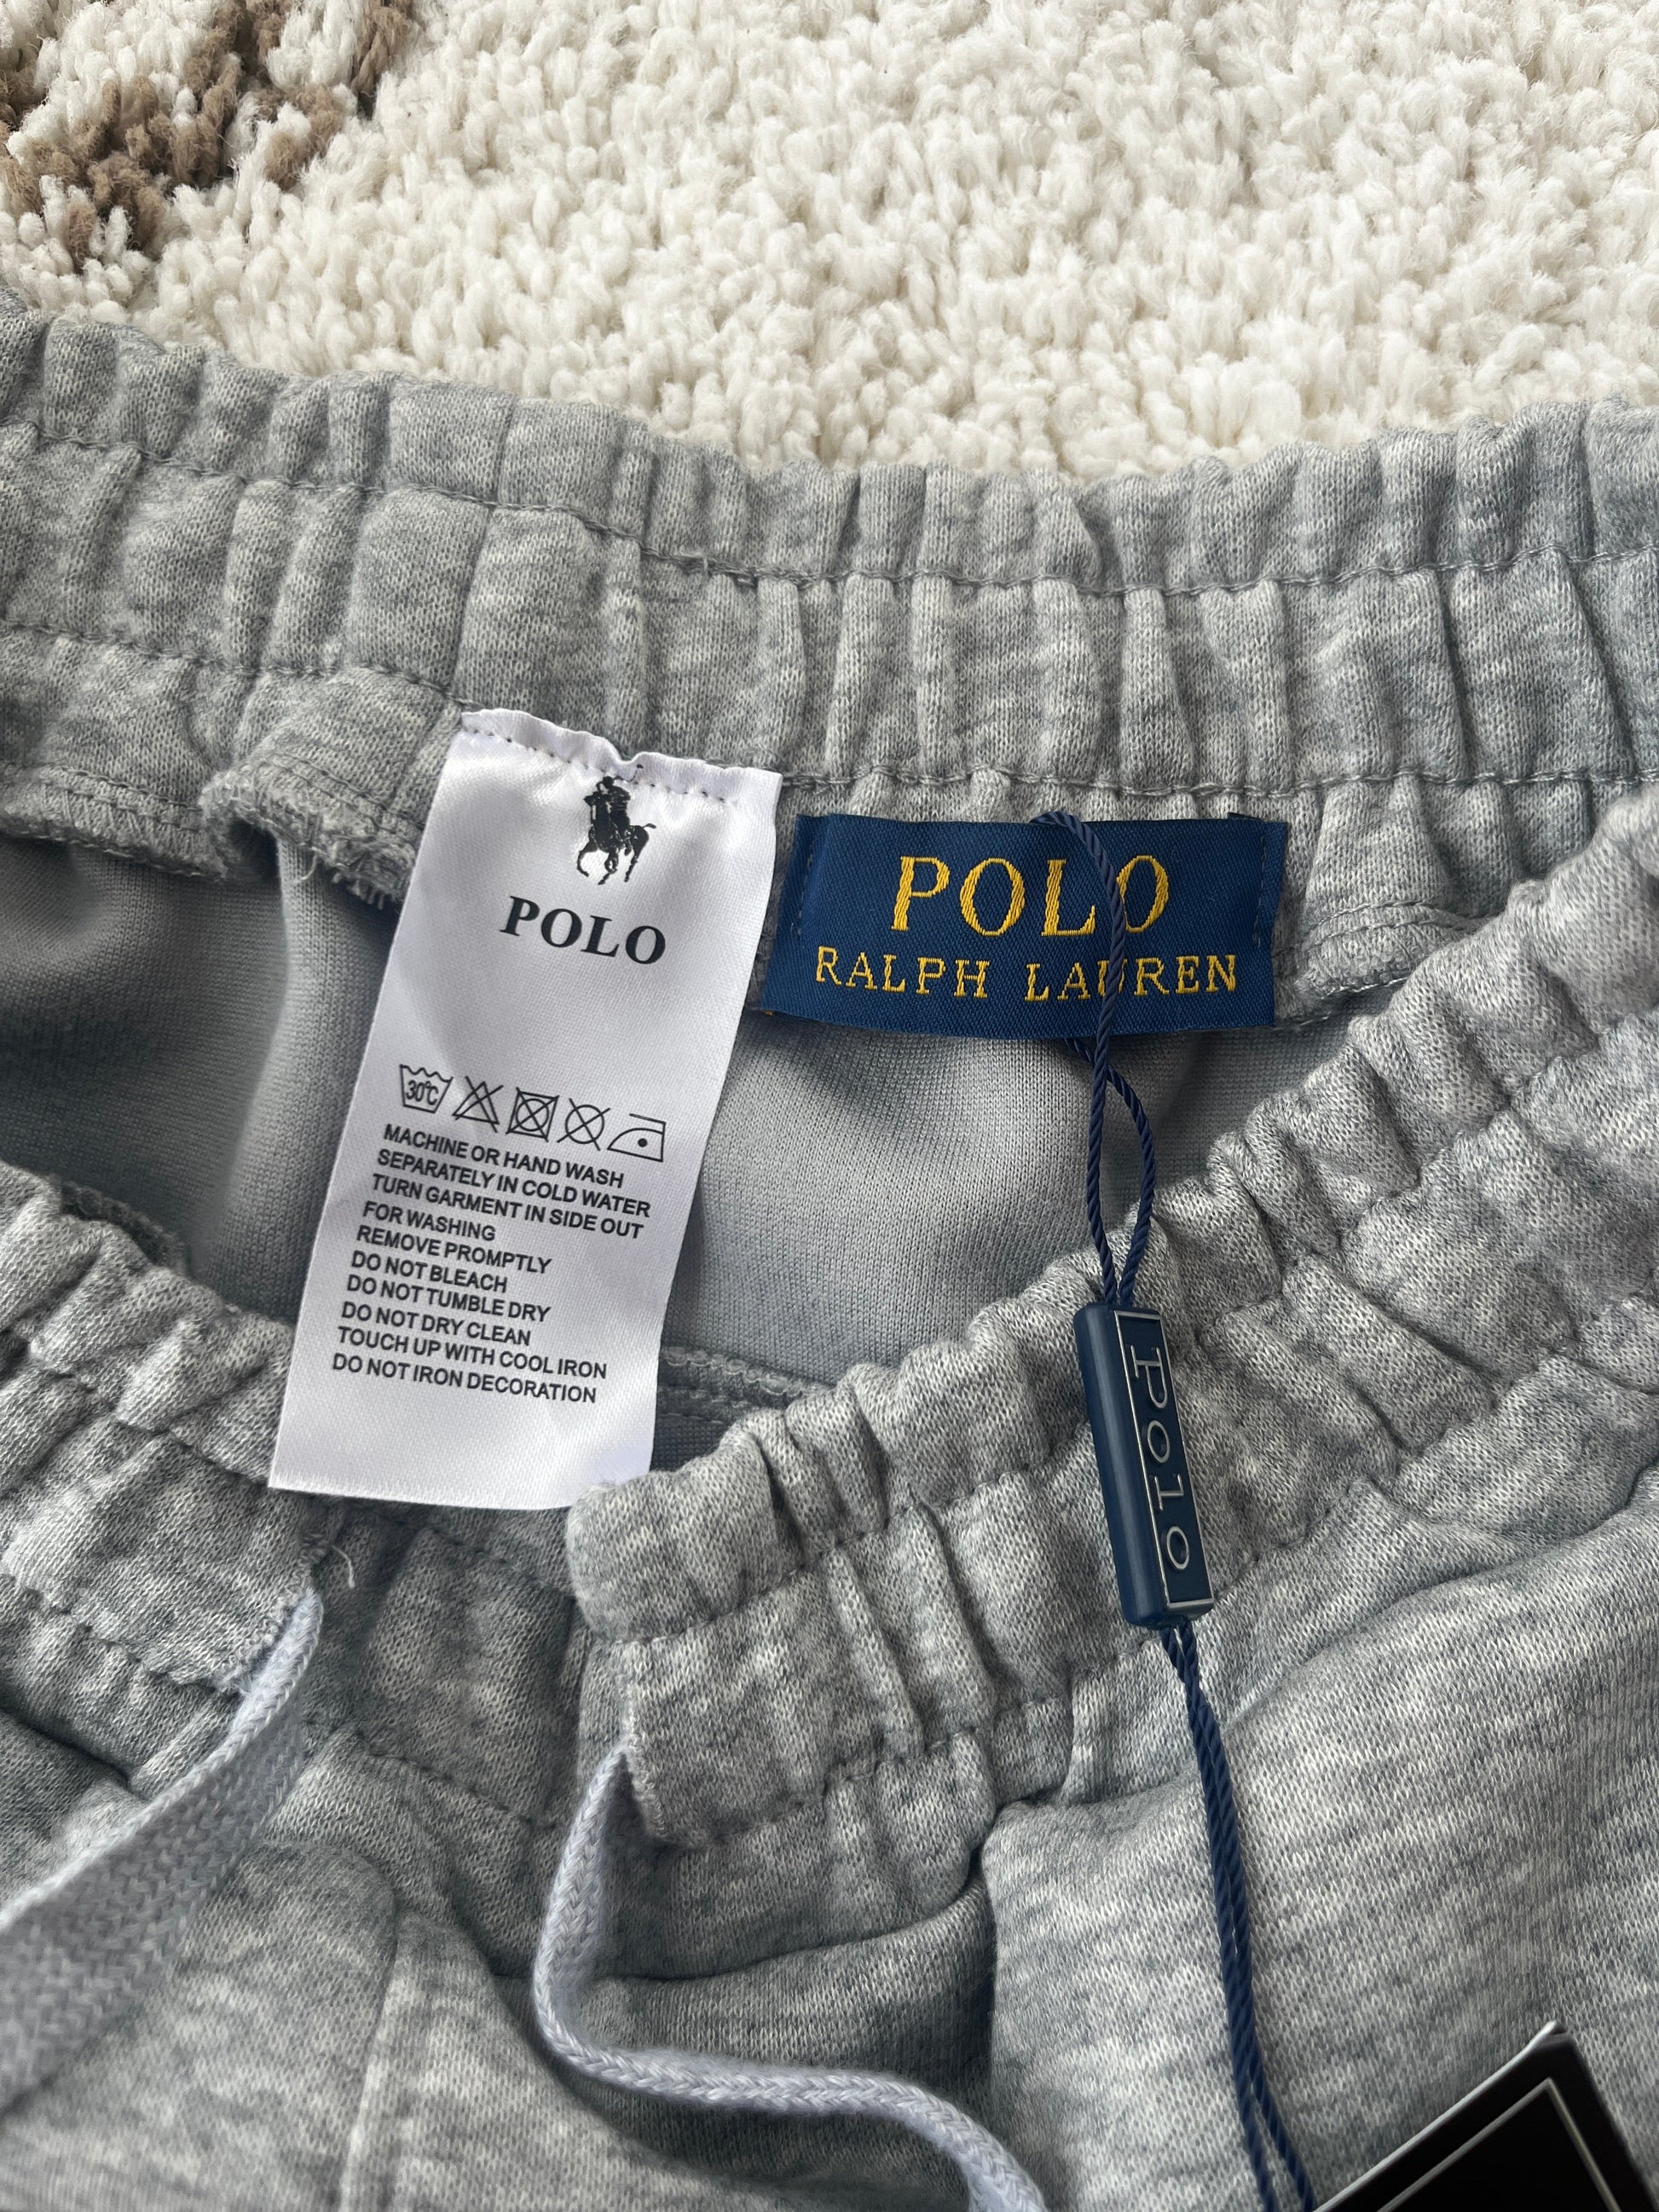 POLO
30°C
MACHINE OR HAND WASH
SEPARATELY IN COLD WATER
TURN GARMENT IN SIDE OUT
FOR WASHING
REMOVE PROMPTLY
DO NOT BLEACH
DO NOT TUMBLE DRY
DO NOT DRY CLEAN
TOUCH UP WITH COOL IRON
DO NOT IRON DECORATION
POLO
RALPH LAUREN
POLO